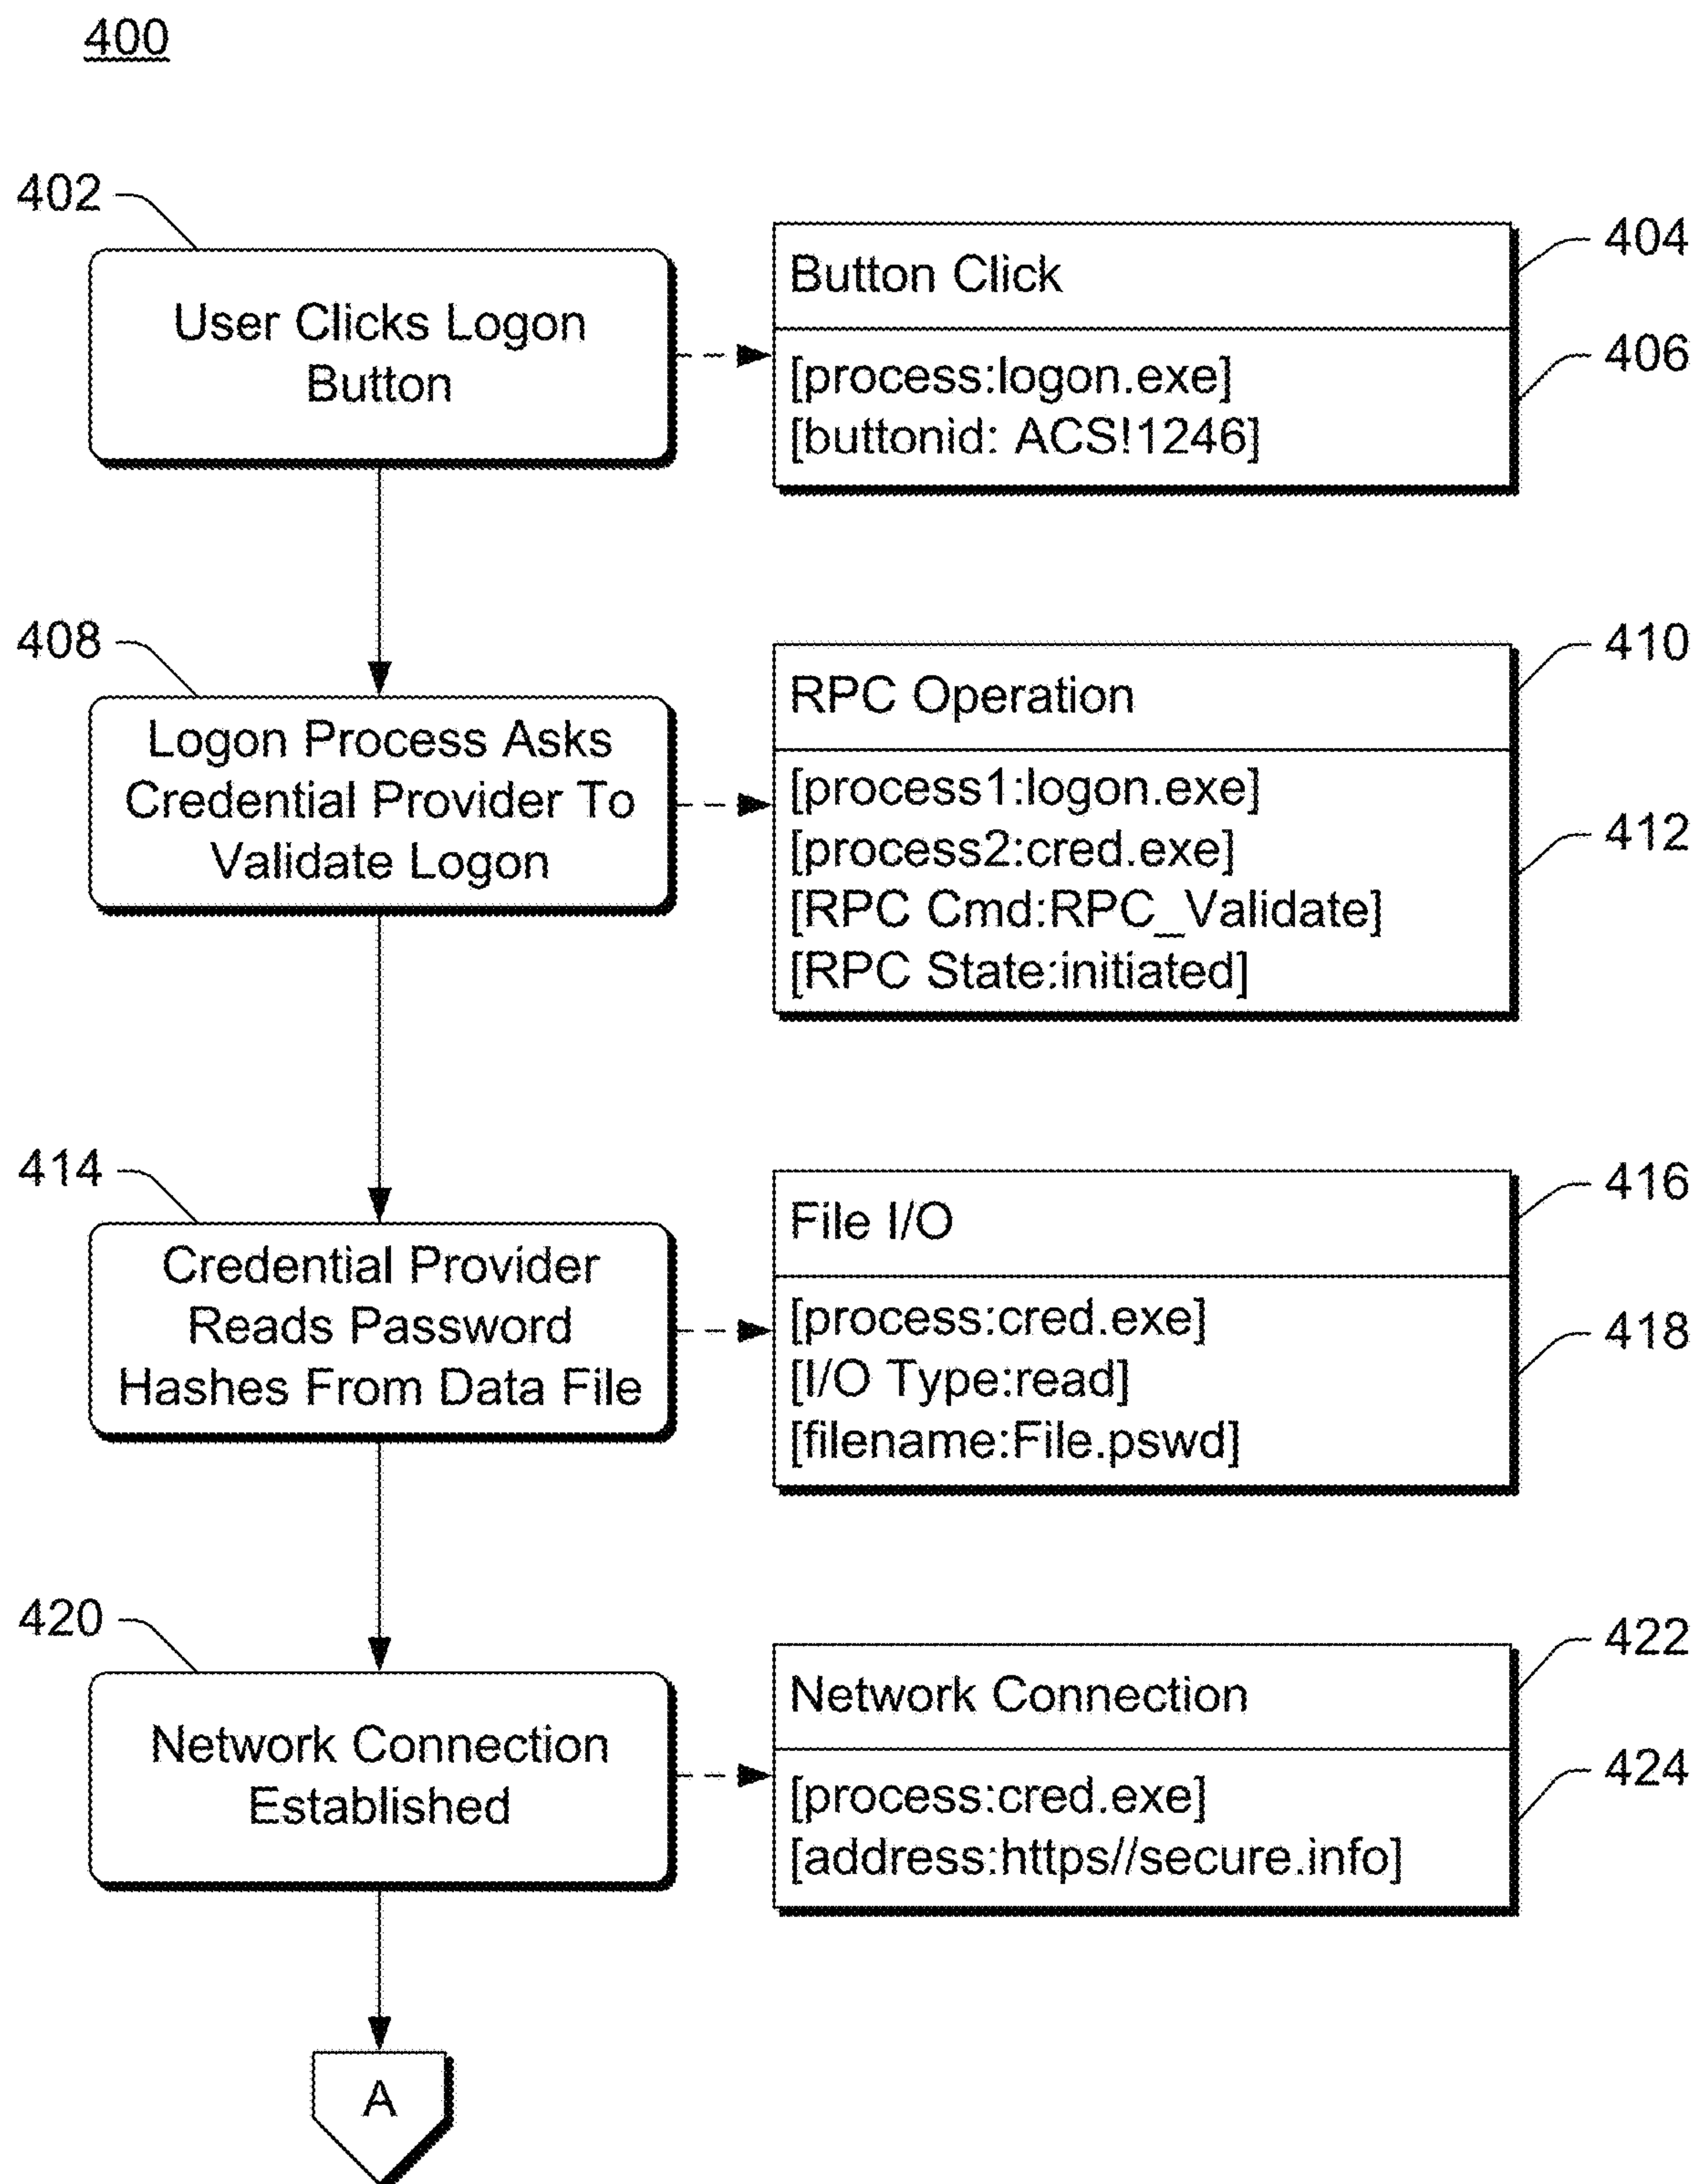 400
402
User Clicks Logon
Button
Button Click
404
[process:logon.exe]
[buttonid: ACS!1246]
406
408
Logon Process Asks
Credential Provider To
Validate Logon
RPC Operation
410
[process1:logon.exe]
[process2:cred.exe]
[RPC Cmd:RPC_Validate]
[RPC State:initiated]
412
414
Credential Provider
Reads Password
Hashes From Data File
File I/O
416
[process:cred.exe]
[I/O Type:read]
[filename:File.pswd]
418
420
Network Connection
Established
Network Connection
422
[process:cred.exe]
[address:https//secure.info]
424
A